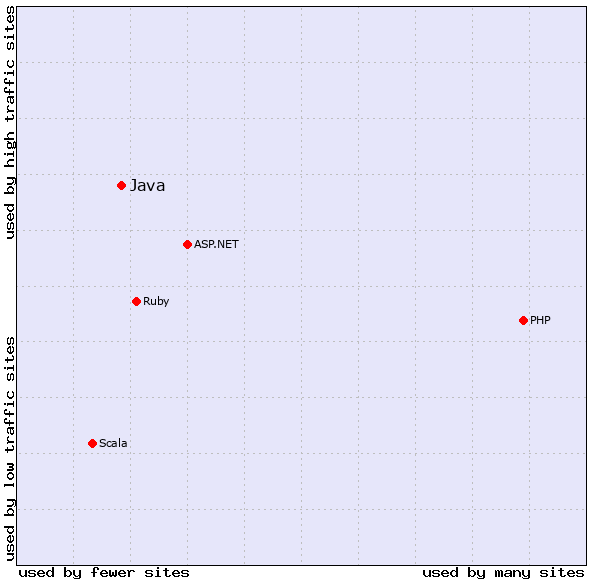 used by high traffic sites
Java
ASP.NET
Ruby
PHP
used by low traffic sites
Scala
used by fewer sites
used by many sites